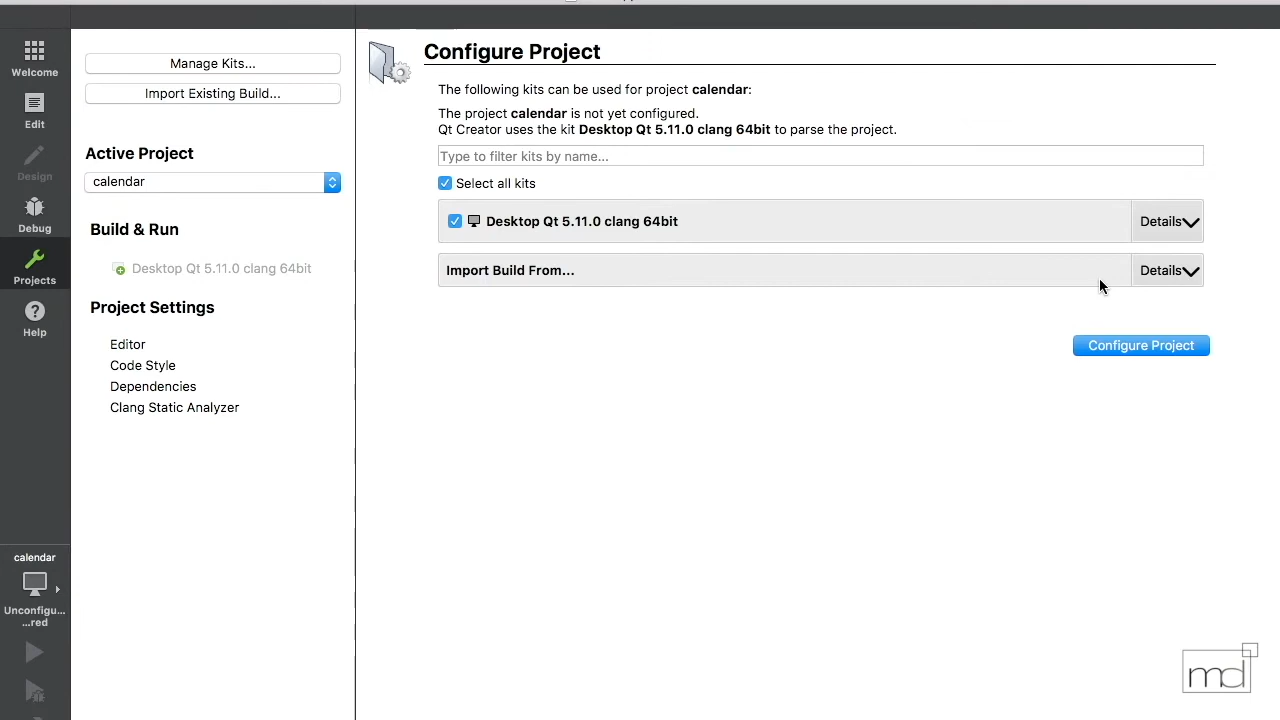 Welcome
Edit
Design
Debug
Projects
Help
calendar
Unconfigu...
...red
Manage Kits...
Import Existing Build...
Active Project
calendar
Build & Run
Desktop Qt 5.11.0 clang 64bit
Project Settings
Editor
Code Style
Dependencies
Clang Static Analyzer
Configure Project
The following kits can be used for project calendar:
The project calendar is not yet configured.
Qt Creator uses the kit Desktop Qt 5.11.0 clang 64bit to parse the project.
Type to filter kits by name...
Select all kits
Desktop Qt 5.11.0 clang 64bit
Details
Import Build From...
Details
Configure Project
md